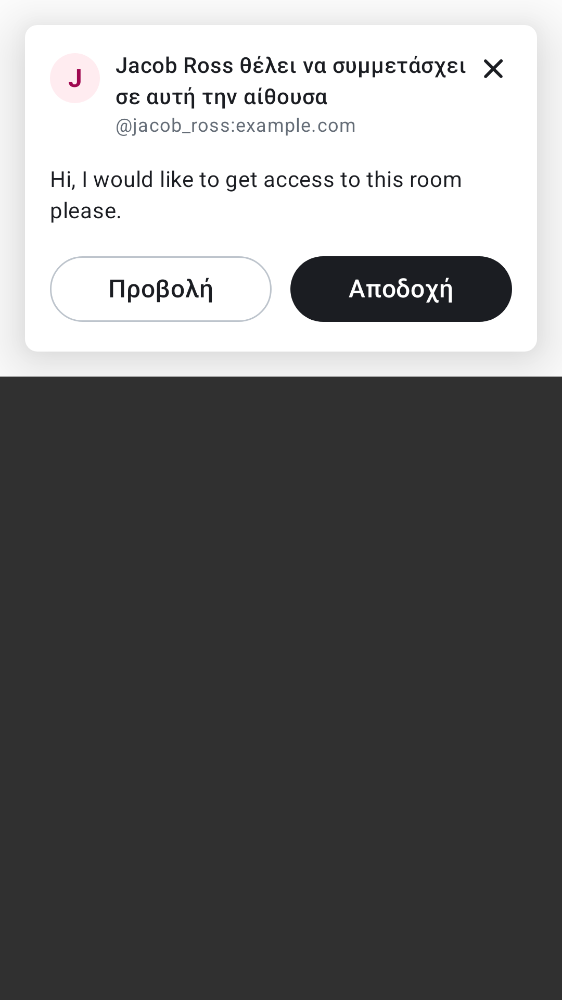 J
Jacob Ross θέλει να συμμετάσχει
σε αυτή την αίθουσα
@jacob_ross:example.com
Hi, I would like to get access to this room
please.
Προβολή
Αποδοχή